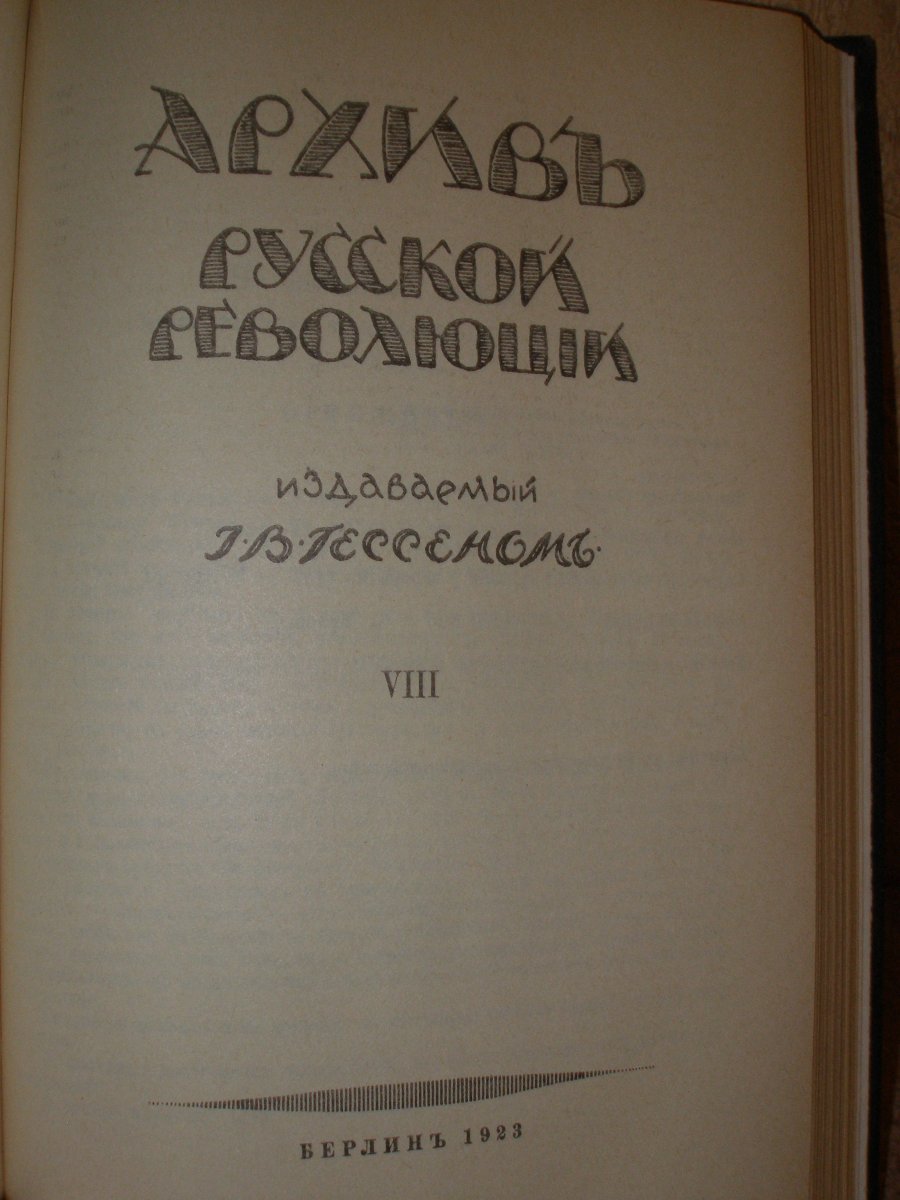 АРХИВЪ
РУССКОЙ
РЕВОЛЮЦІИ
издаваемый
І.В.ГЕССЕНОМЪ.
VIII
БЕРЛИНЪ 1923